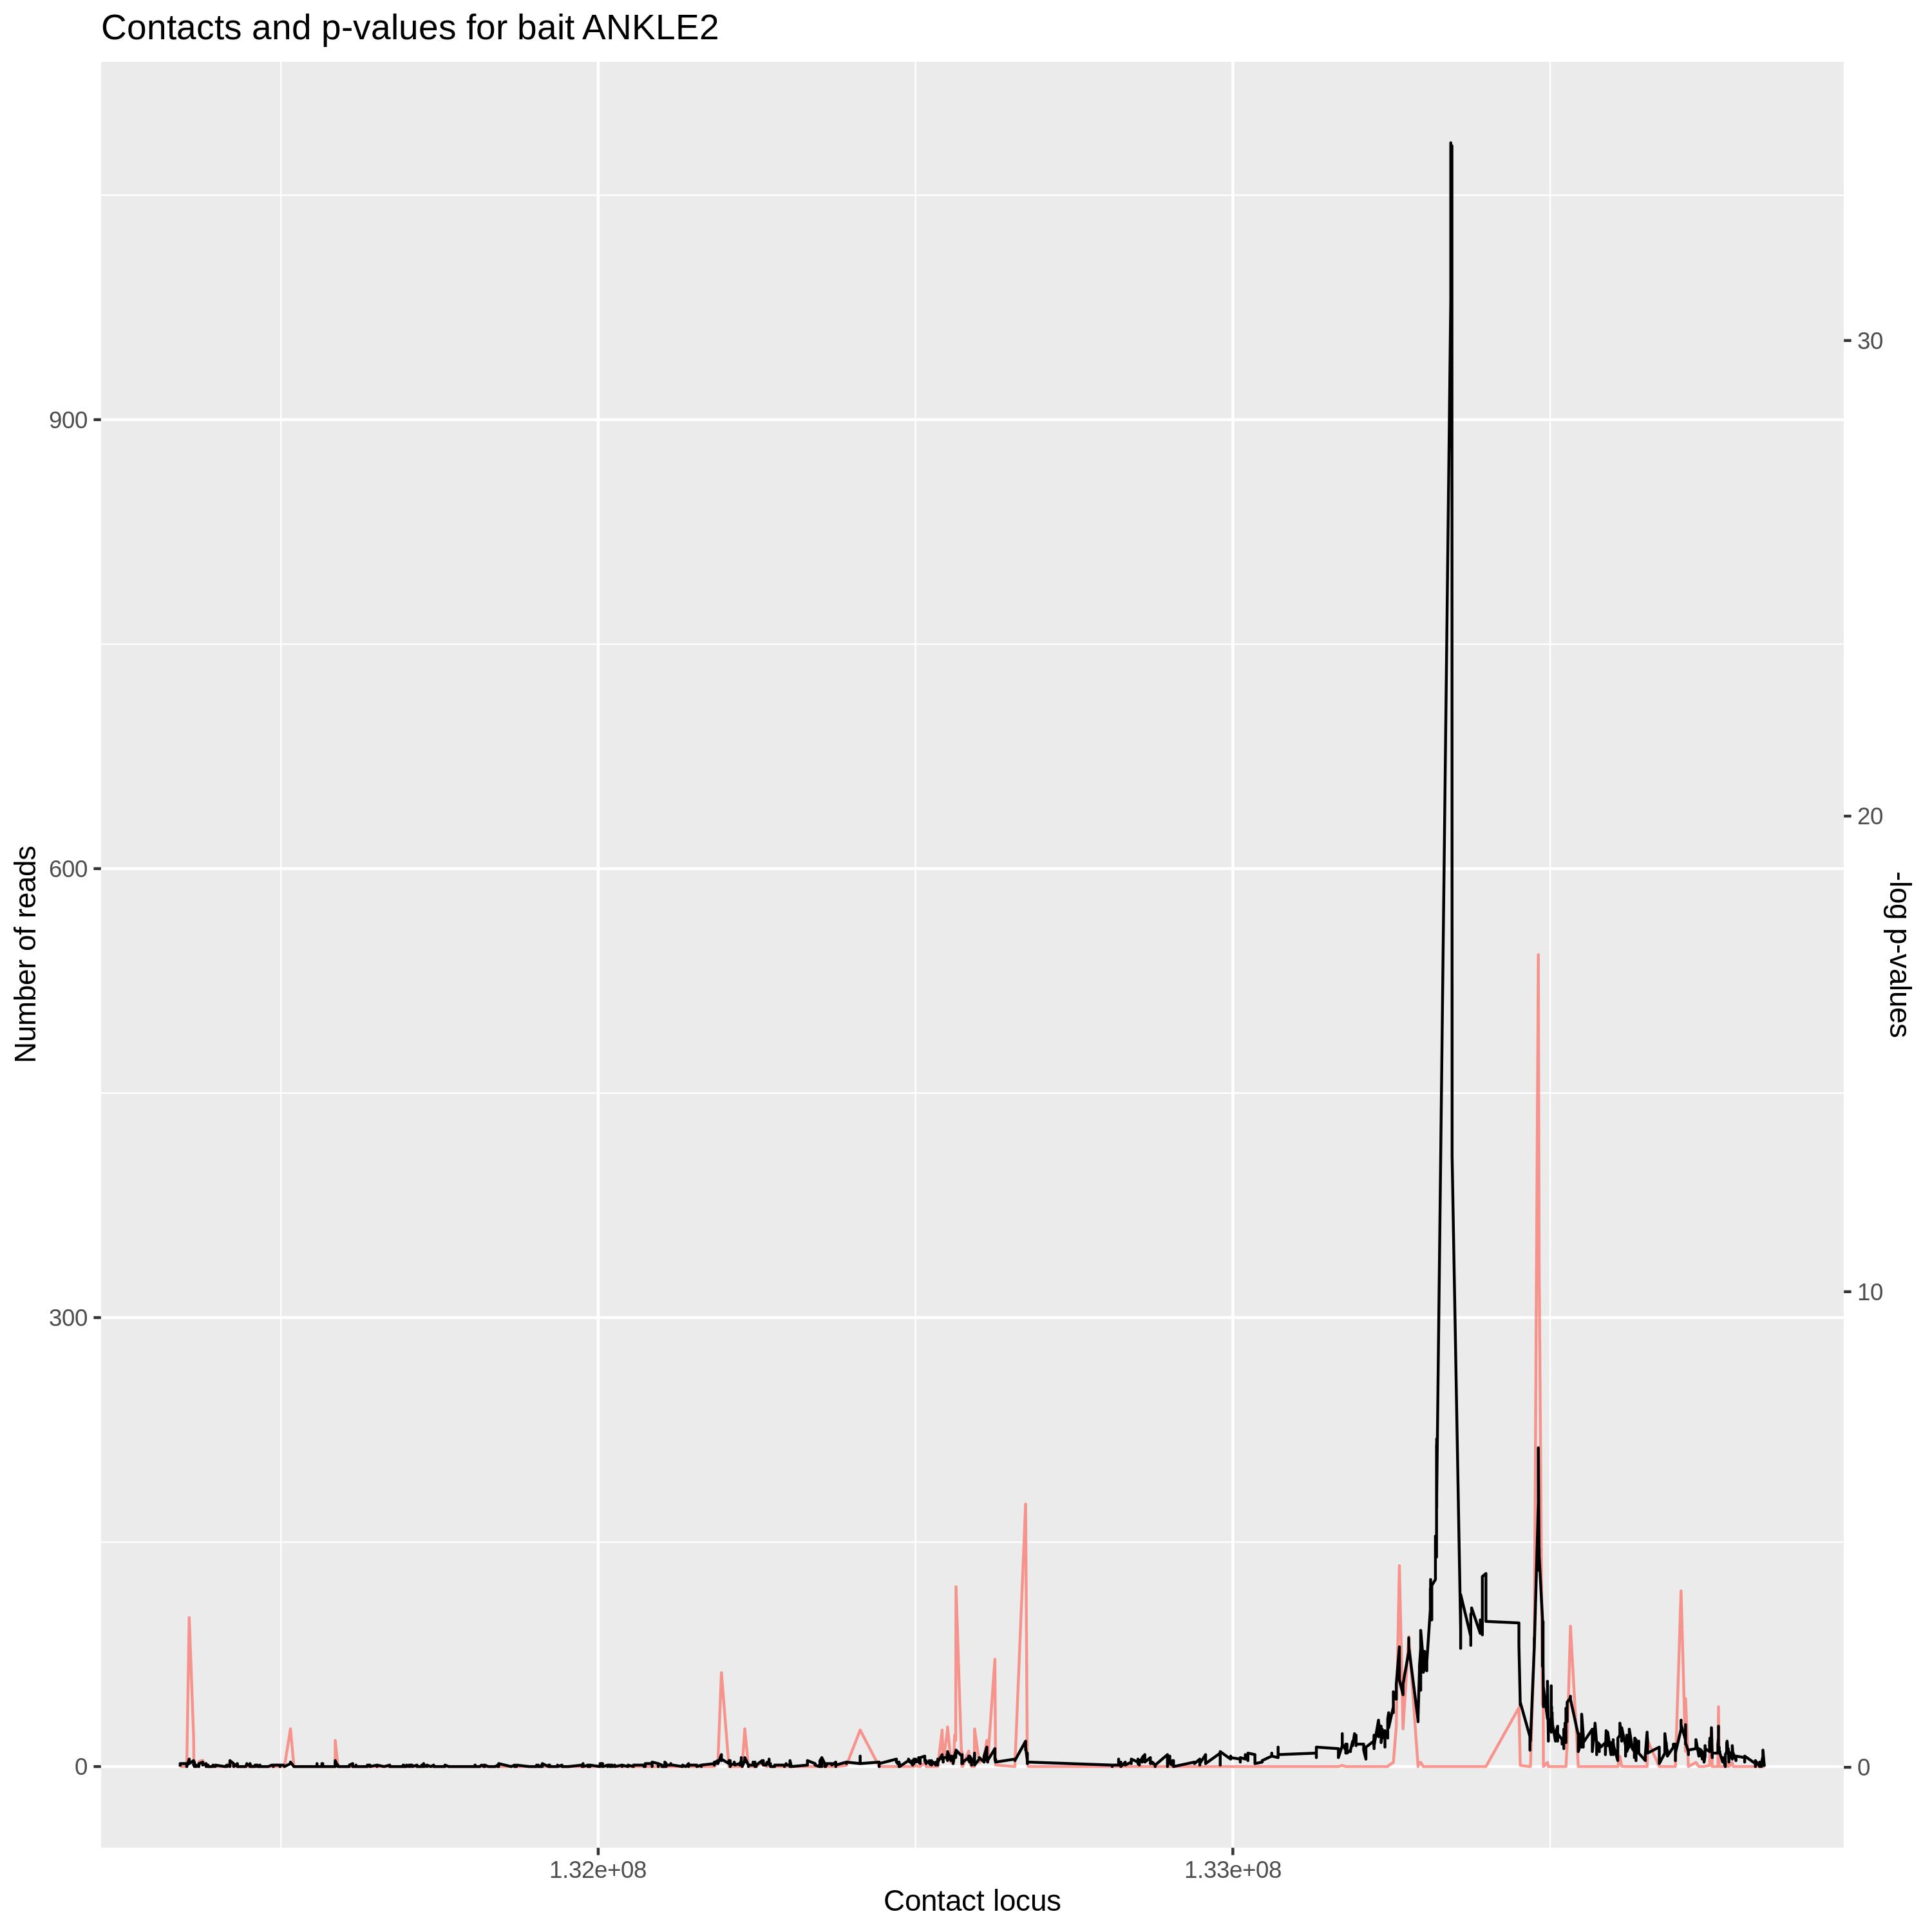 Contacts and p-values for bait ANKLE2
Number of reads
900
600
300
0
30
20
10
0
-log p-values
1.32e+08
1.33e+08
Contact locus